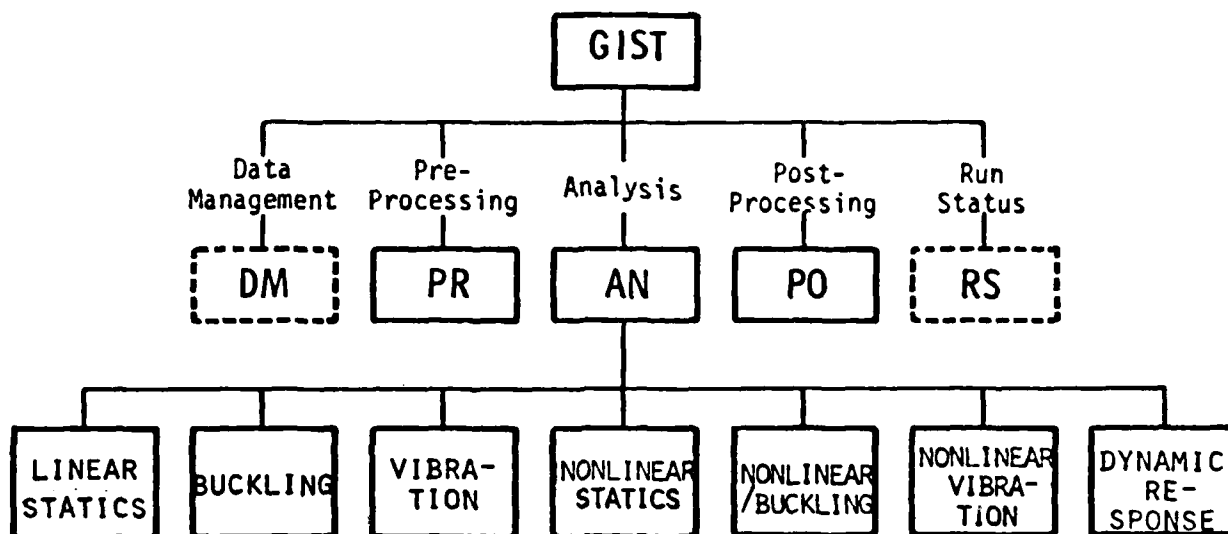 GIST
Data
Management
Pre-
Processing
Analysis
Post-
Processing
Run
Status
DM
PR
AN
PO
RS
LINEAR
STATICS
BUCKLING
VIBRA-
TION
NONLINEAR
STATICS
NONLINEAR
/BUCKLING
NONLINEAR
VIBRA-
TION
DYNAMIC
RE-
SPONSE